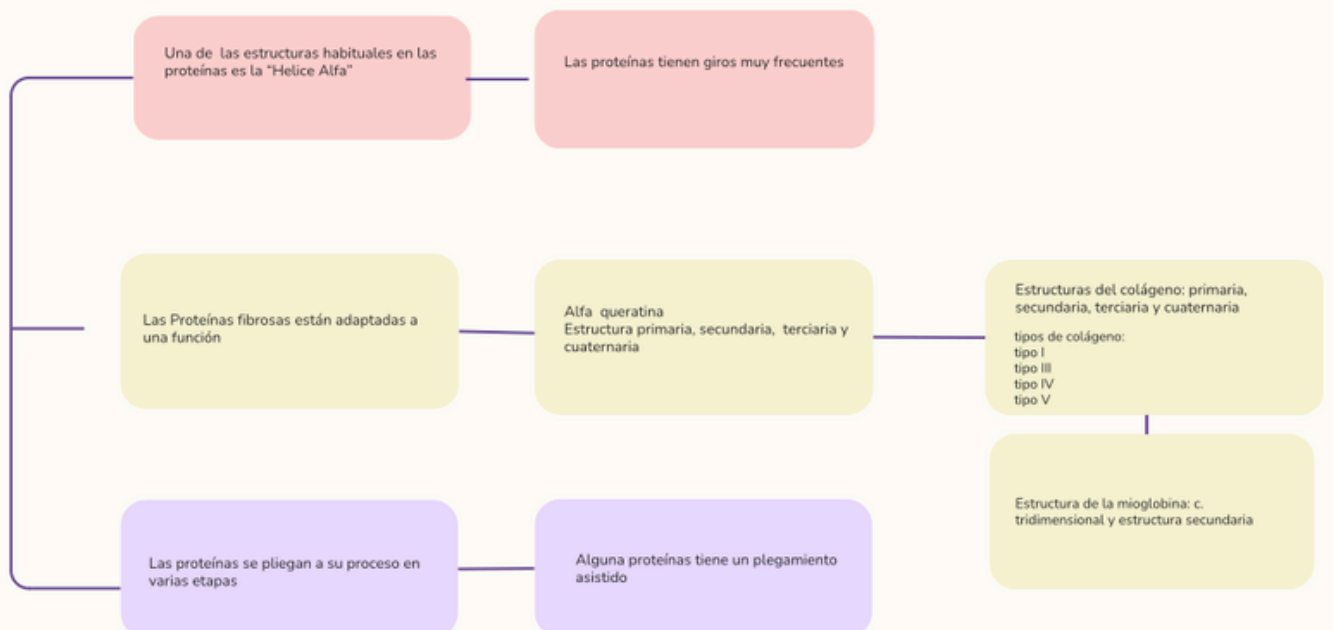 Una de las estructuras habituales en las
proteínas es la “Helice Alfa”
Las proteínas tienen giros muy frecuentes
Las Proteínas fibrosas están adaptadas a
una función
Alfa queratina
Estructura primaria, secundaria, terciaria y
cuaternaria
Estructuras del colágeno: primaria,
secundaria, terciaria y cuaternaria
tipos de colágeno:
tipo I
tipo III
tipo IV
tipo V
Estructura de la mioglobina: c.
tridimensional y estructura secundaria
Las proteínas se pliegan a su proceso en
varias etapas
Alguna proteínas tiene un plegamiento
asistido